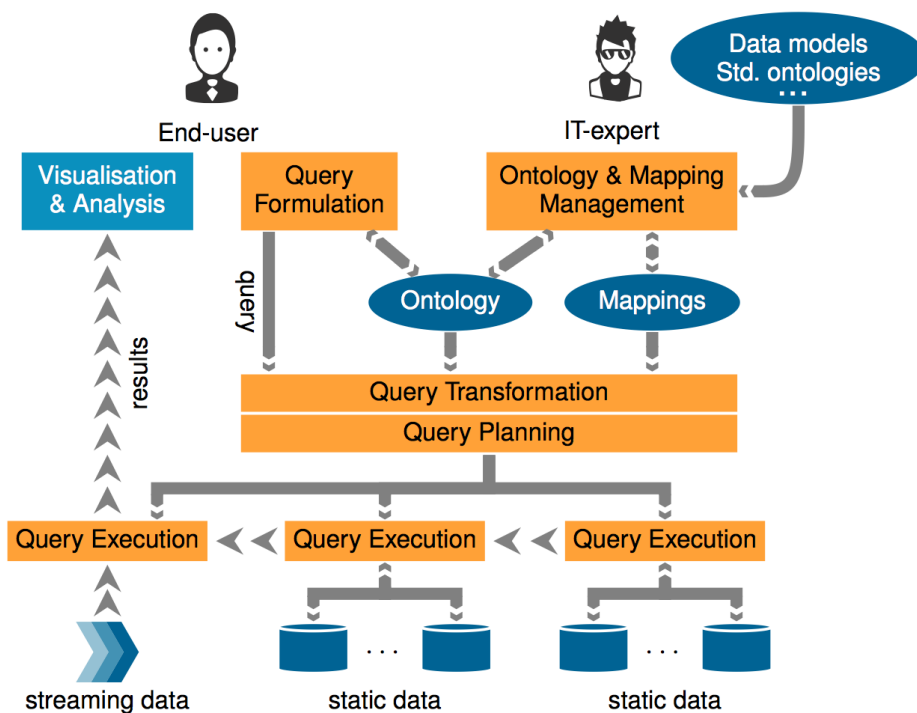 Data models
Std. ontologies
...
End-user
IT-expert
Visualisation
& Analysis
Query
Formulation
Ontology & Mapping
Management
query
Ontology
Mappings
results
Query Transformation
Query Planning
Query Execution
Query Execution
Query Execution
...
...
streaming data
static data
static data